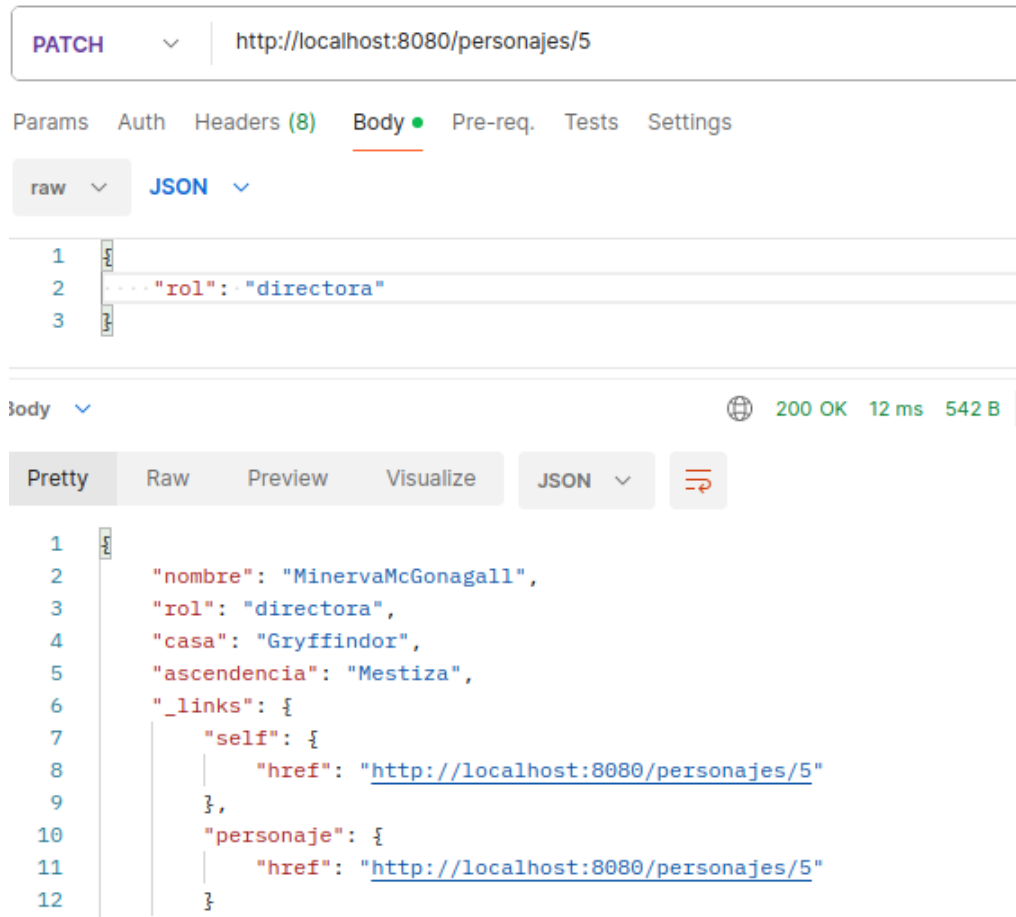 PATCH http://localhost:8080/personajes/5
Params Auth Headers (8) Body Pre-req. Tests Settings
raw JSON
1 {
2 "rol": "directora"
3 }
Body 200 OK 12 ms 542 B
Pretty Raw Preview Visualize JSON
1 {
2 "nombre": "MinervaMcGonagall",
3 "rol": "directora",
4 "casa": "Gryffindor",
5 "ascendencia": "Mestiza",
6 "_links": {
7 "self": {
8 "href": "http://localhost:8080/personajes/5"
9 },
10 "personaje": {
11 "href": "http://localhost:8080/personajes/5"
12 }